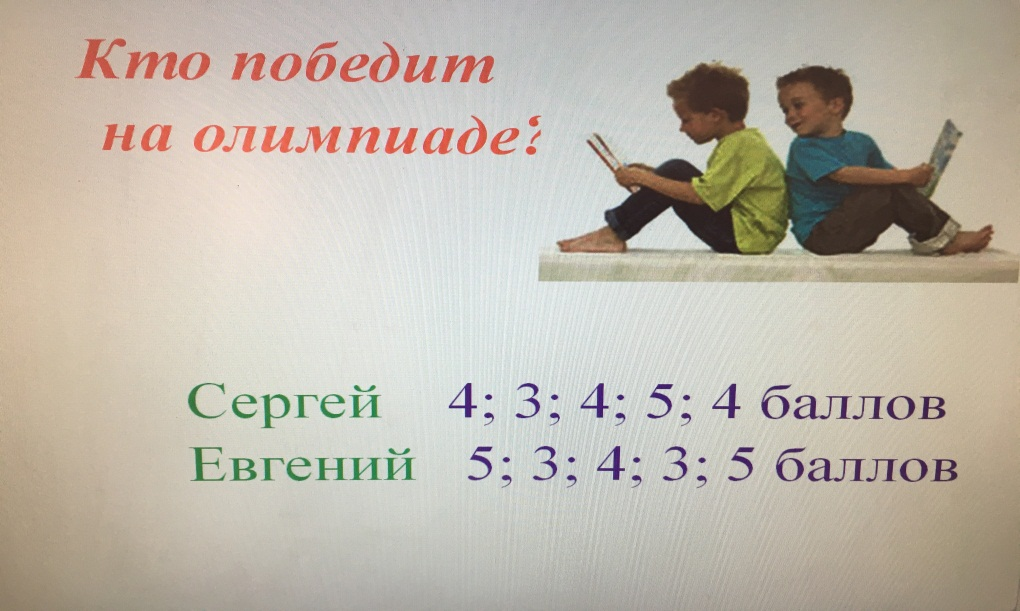 Кто победит
на олимпиаде?
Сергей 4; 3; 4; 5; 4 баллов
Евгений 5; 3; 4; 3; 5 баллов